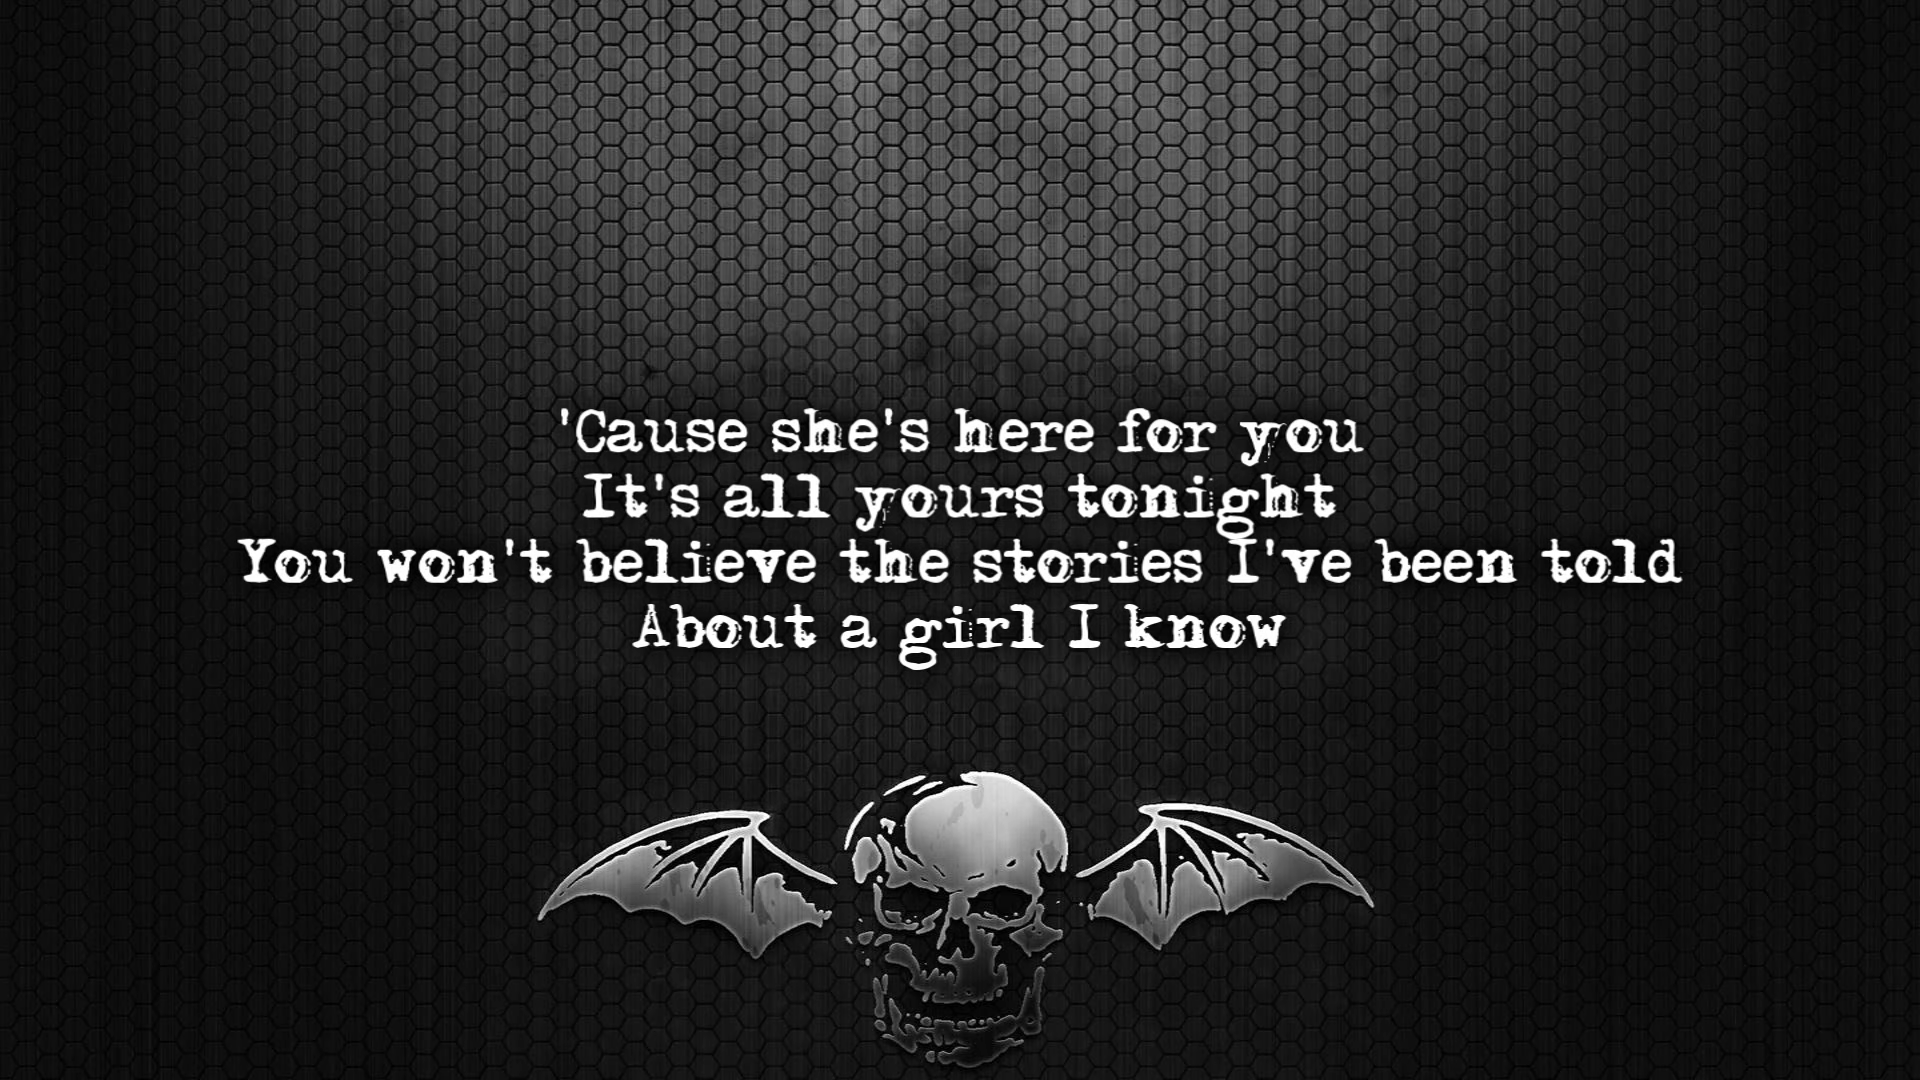 'Cause she's here for you
It's all yours tonight
You won't believe the stories I've been told
About a girl I know